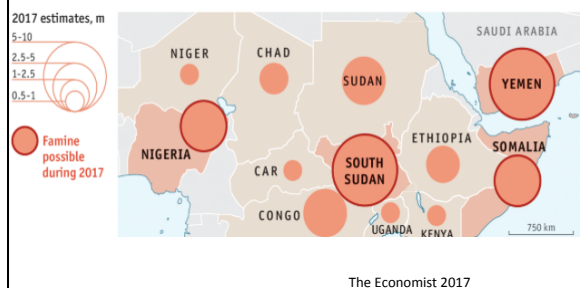 2017 estimates, m
5-10
2.5-5
1-2.5
0.5-1
Famine
possible
during 2017
SAUDI ARABIA
NIGER
CHAD
SUDAN
YEMEN
NIGERIA
ETHIOPIA
SOMALIA
CAR
SOUTH
SUDAN
CONGO
UGANDA
KENYA
750 km
The Economist 2017